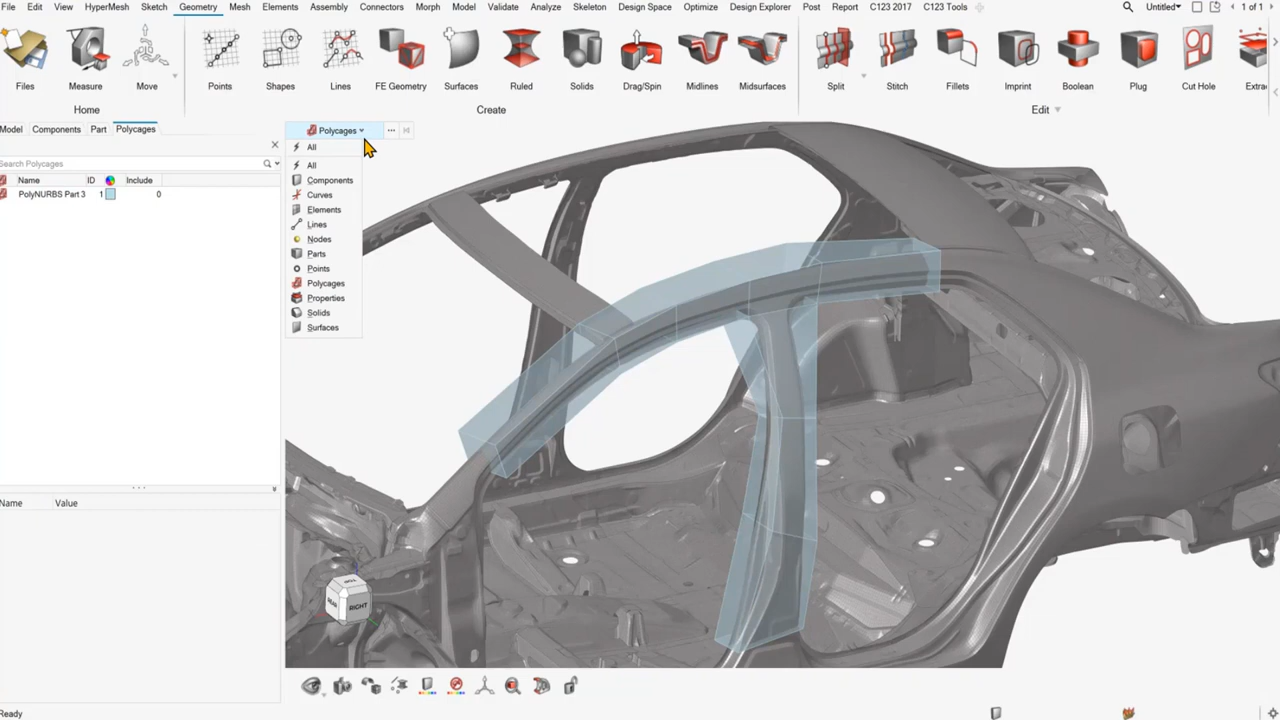 File Edit View HyperMesh Sketch Geometry Mesh Elements Assembly Connectors Morph Model Validate Analyze Skeleton Design Space Optimize Design Explorer Post Report C123 2017 C123 Tools Untitled 1 of 1
Files Measure Move Points Shapes Lines FE Geometry Surfaces Ruled Solids Drag/Spin Midlines Midsurfaces Split Stitch Fillets Imprint Boolean Plug Cut Hole Extrac
Home Create Edit
Model Components Part Polycages
Polycages
Search Polycages
Name ID Include
PolyNURBS Part 3 1 0
All
All
Components
Curves
Elements
Lines
Nodes
Parts
Points
Polycages
Properties
Solids
Surfaces
Name Value
RIGHT
Ready